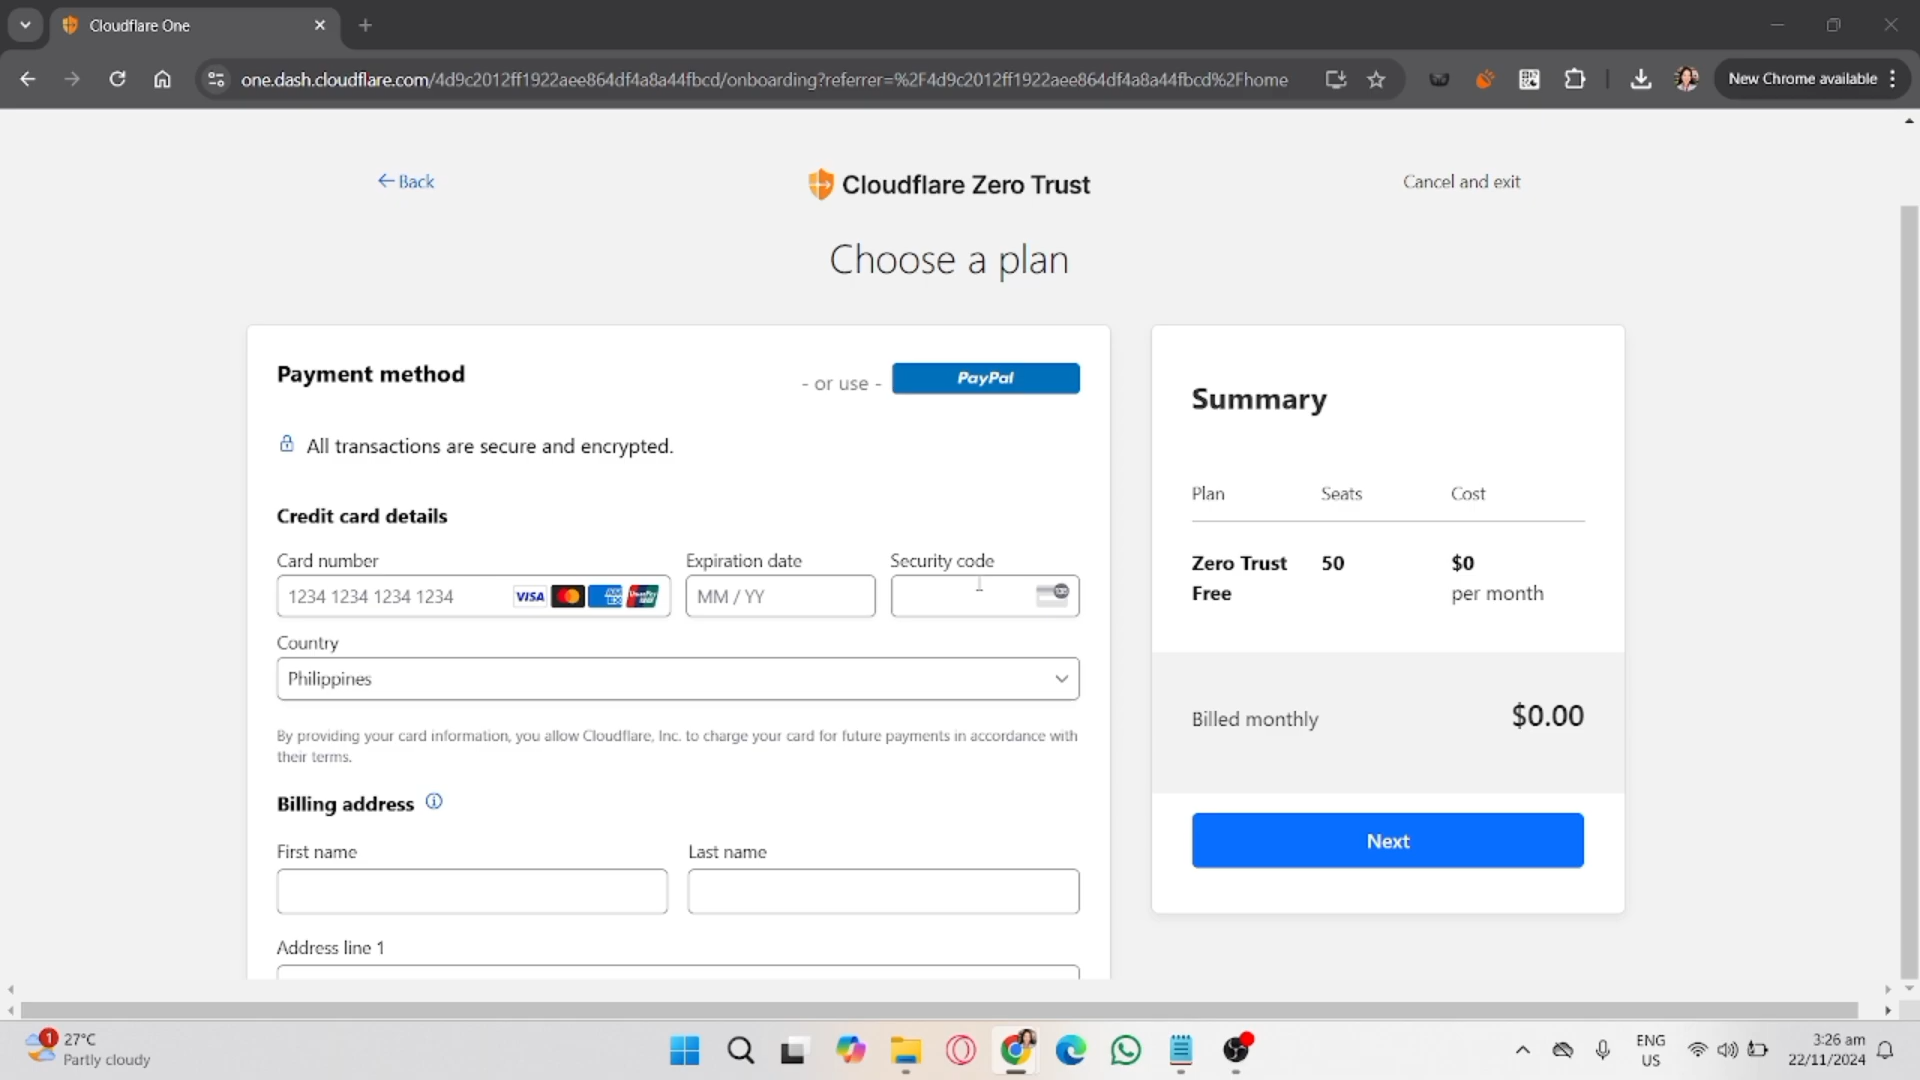 Cloudflare One
one.dash.cloudflare.com/4d9c2012ff1922aee864df4a8a44fbcd/onboarding?referrer=%2F4d9c2012ff1922aee864df4a8a44fbcd%2Fhome
New Chrome available
Back
Cloudflare Zero Trust
Cancel and exit
Choose a plan
Payment method
- or use -
PayPal
All transactions are secure and encrypted.
Credit card details
Card number
Expiration date
Security code
1234 1234 1234 1234
VISA
MM / YY
Country
Philippines
By providing your card information, you allow Cloudflare, Inc. to charge your card for future payments in accordance with
their terms.
Billing address
First name
Last name
Address line 1
Summary
Plan
Seats
Cost
Zero Trust
Free
50
$0
per month
Billed monthly
$0.00
Next
1
27°C
Partly cloudy
ENG
US
3:26 am
22/11/2024